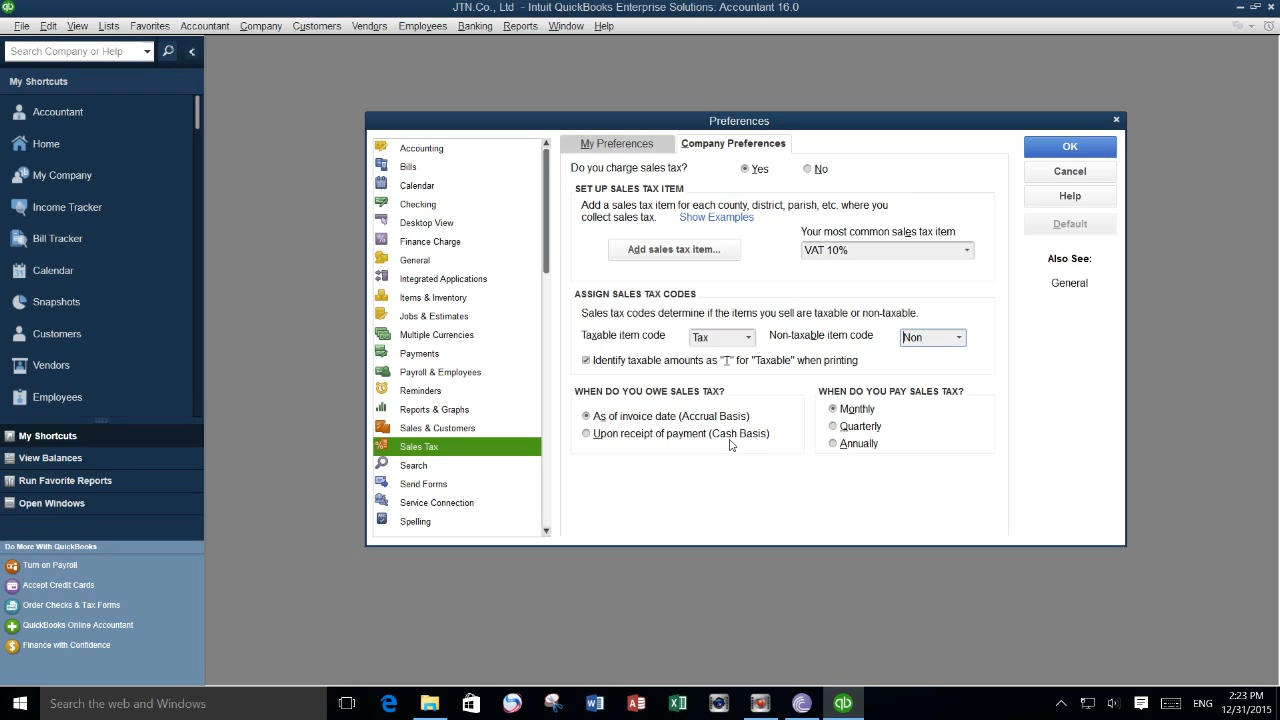 JTN.Co., Ltd - Intuit QuickBooks Enterprise Solutions: Accountant 16.0
File Edit View Lists Favorites Accountant Company Customers Vendors Employees Banking Reports Window Help
Search Company or Help
My Shortcuts
Accountant
Home
My Company
Income Tracker
Bill Tracker
Calendar
Snapshots
Customers
Vendors
Employees
My Shortcuts
View Balances
Run Favorite Reports
Open Windows
Do More With QuickBooks
Turn on Payroll
Accept Credit Cards
Order Checks & Tax Forms
QuickBooks Online Accountant
Finance with Confidence
Preferences
Accounting
Bills
Calendar
Checking
Desktop View
Finance Charge
General
Integrated Applications
Items & Inventory
Jobs & Estimates
Multiple Currencies
Payments
Payroll & Employees
Reminders
Reports & Graphs
Sales & Customers
Sales Tax
Search
Send Forms
Service Connection
Spelling
My Preferences Company Preferences
Do you charge sales tax? Yes No
SET UP SALES TAX ITEM
Add a sales tax item for each county, district, parish, etc. where you
collect sales tax. Show Examples
Your most common sales tax item
Add sales tax item... VAT 10%
ASSIGN SALES TAX CODES
Sales tax codes determine if the items you sell are taxable or non-taxable.
Taxable item code Tax Non-taxable item code Non
Identify taxable amounts as "T" for "Taxable" when printing
WHEN DO YOU OWE SALES TAX?
As of invoice date (Accrual Basis)
Upon receipt of payment (Cash Basis)
WHEN DO YOU PAY SALES TAX?
Monthly
Quarterly
Annually
OK
Cancel
Help
Default
Also See:
General
Search the web and Windows
ENG
2:23 PM
12/31/2015